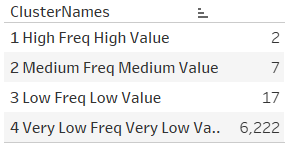 ClusterNames
1 High Freq High Value 2
2 Medium Freq Medium Value 7
3 Low Freq Low Value 17
4 Very Low Freq Very Low Va.. 6,222